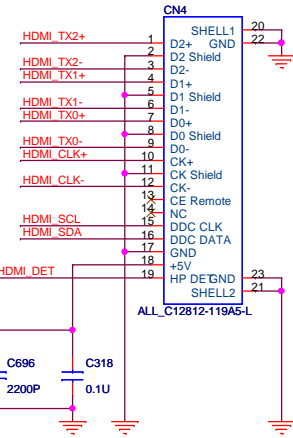 CN4
HDMI_TX2+ 1 D2+ SHELL1 20
2 D2 Shield GND 22
HDMI_TX2- 3 D2-
HDMI_TX1+ 4 D1+
5 D1 Shield
HDMI_TX1- 6 D1-
HDMI_TX0+ 7 D0+
8 D0 Shield
HDMI_TX0- 9 D0-
HDMI_CLK+ 10 CK+
11 CK Shield
HDMI_CLK- 12 CK-
13 CE Remote
14 NC
HDMI_SCL 15 DDC CLK
HDMI_SDA 16 DDC DATA
17 GND
18 +5V
HDMI_DET 19 HP DET GND 23
SHELL2 21
ALL_C12812-119A5-L
C696 C318
2200P 0.1U